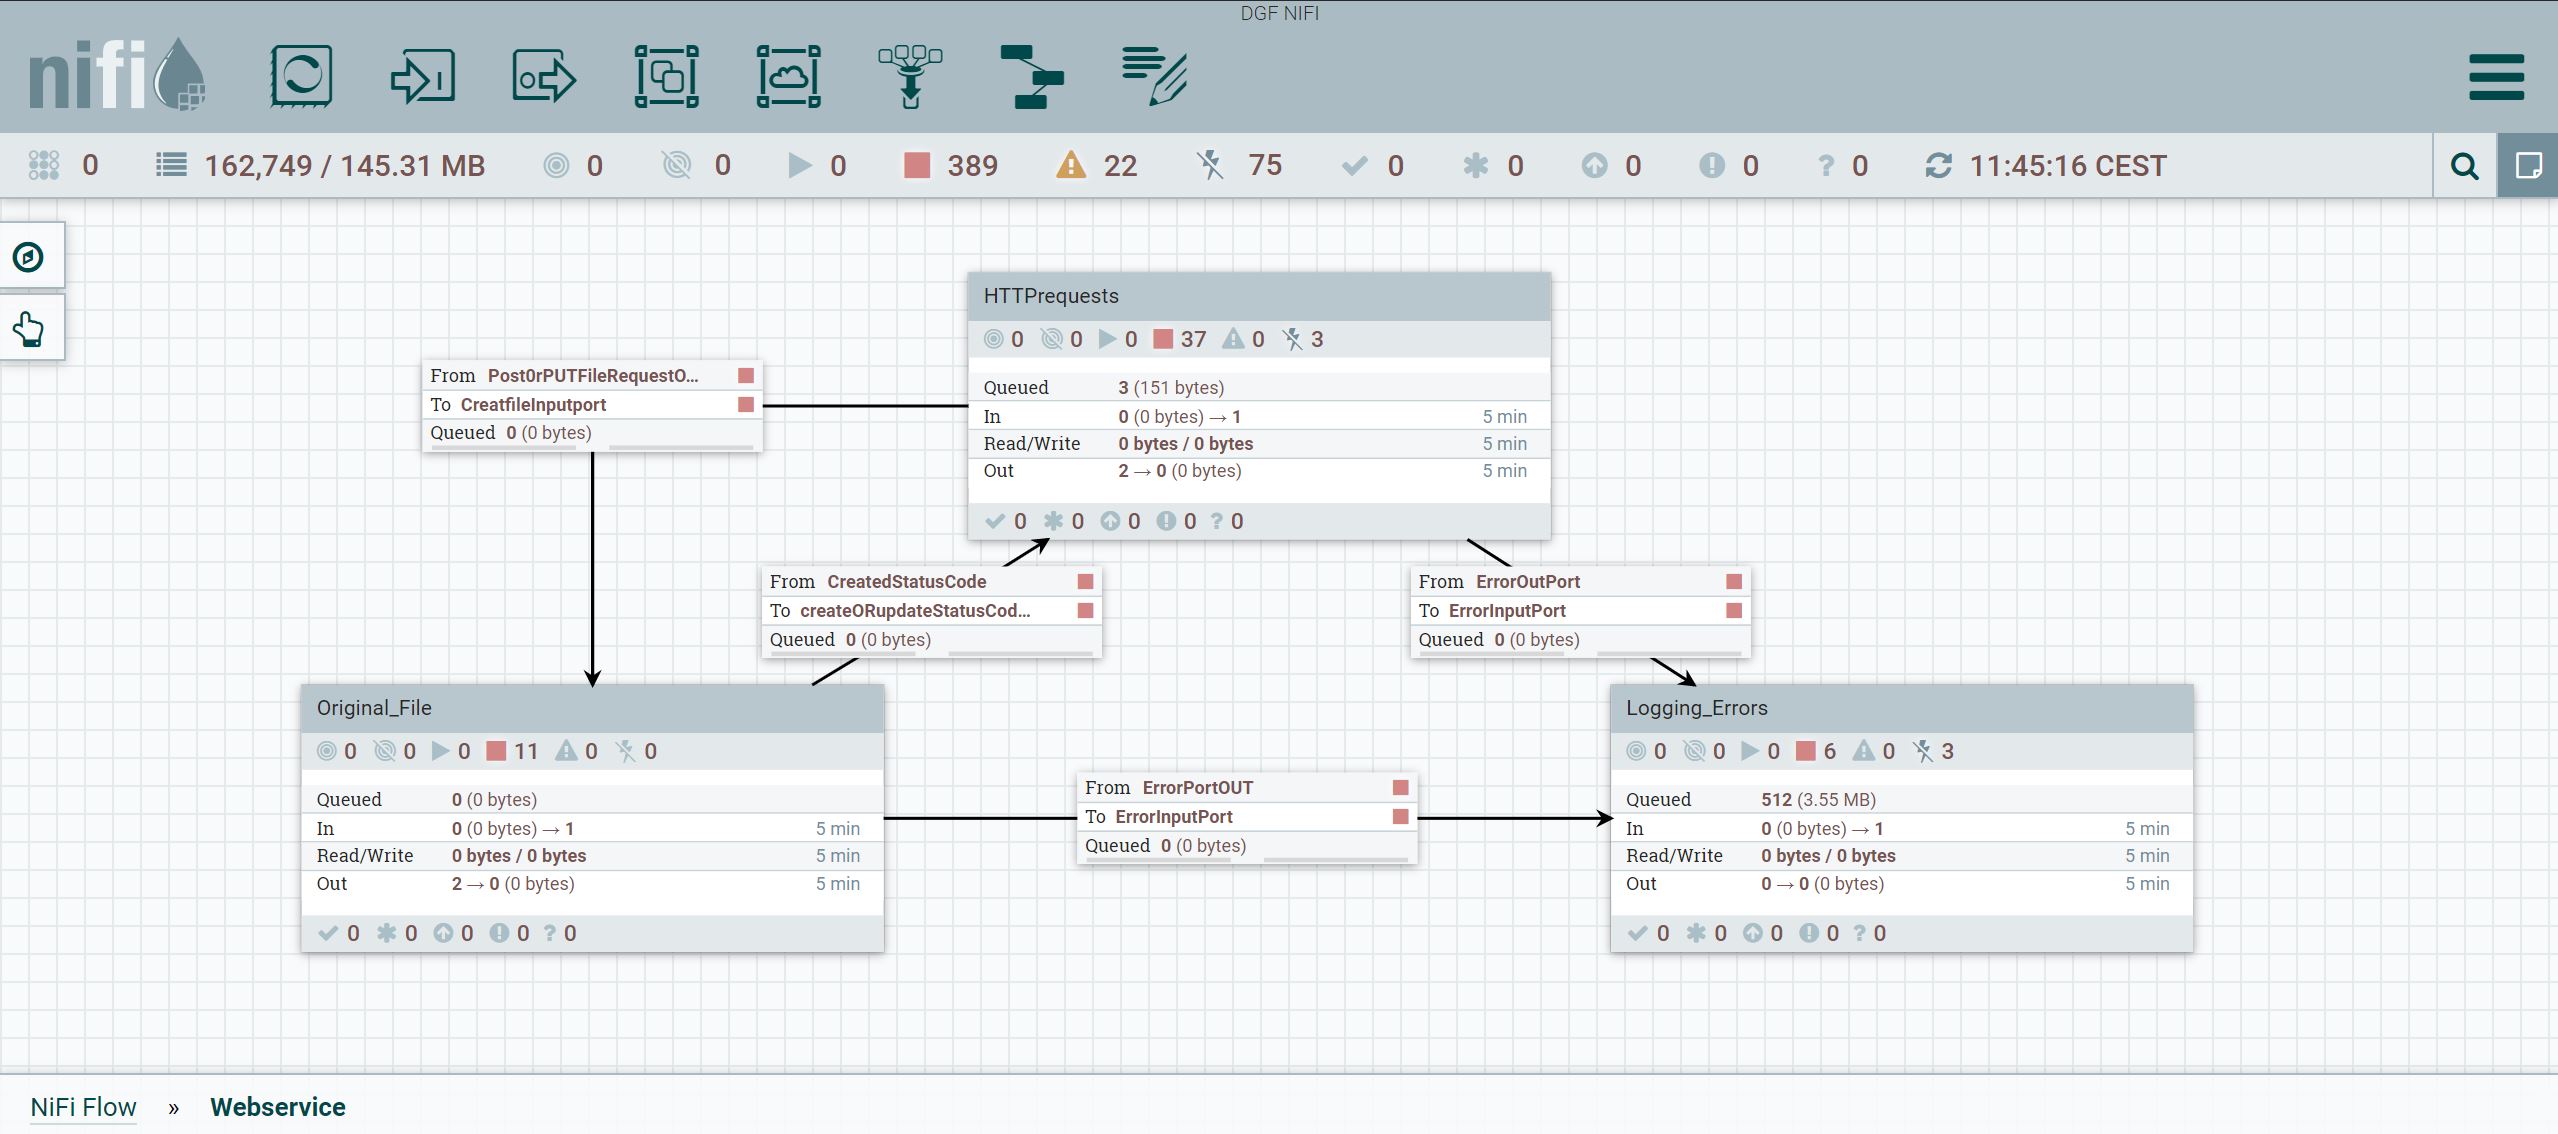 DGF NIFI
nifi
0 162,749 / 145.31 MB 0 0 0 389 22 75 0 0 0 0 ? 0 11:45:16 CEST
HTTPrequests
0 0 0 37 0 3
Queued 3 (151 bytes)
In 0 (0 bytes) → 1 5 min
Read/Write 0 bytes / 0 bytes 5 min
Out 2 → 0 (0 bytes) 5 min
0 0 0 0 ? 0
From Post0rPUTFileRequestO...
To CreatfileInputport
Queued 0 (0 bytes)
From CreatedStatusCode
To createORupdateStatusCod...
Queued 0 (0 bytes)
From ErrorOutPort
To ErrorInputPort
Queued 0 (0 bytes)
Original_File
0 0 0 11 0 0
Queued 0 (0 bytes)
In 0 (0 bytes) → 1 5 min
Read/Write 0 bytes / 0 bytes 5 min
Out 2 → 0 (0 bytes) 5 min
0 0 0 0 ? 0
From ErrorPortOUT
To ErrorInputPort
Queued 0 (0 bytes)
Logging_Errors
0 0 0 6 0 3
Queued 512 (3.55 MB)
In 0 (0 bytes) → 1 5 min
Read/Write 0 bytes / 0 bytes 5 min
Out 0 → 0 (0 bytes) 5 min
0 0 0 0 ? 0
NiFi Flow » Webservice